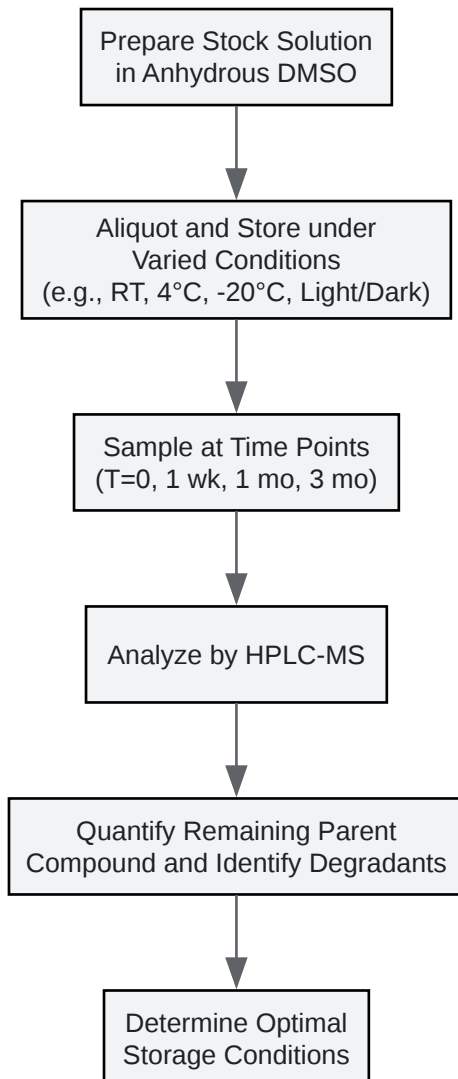 Prepare Stock Solution
in Anhydrous DMSO
Aliquot and Store under
Varied Conditions
(e.g., RT, 4°C, -20°C, Light/Dark)
Sample at Time Points
(T=0, 1 wk, 1 mo, 3 mo)
Analyze by HPLC-MS
Quantify Remaining Parent
Compound and Identify Degradants
Determine Optimal
Storage Conditions